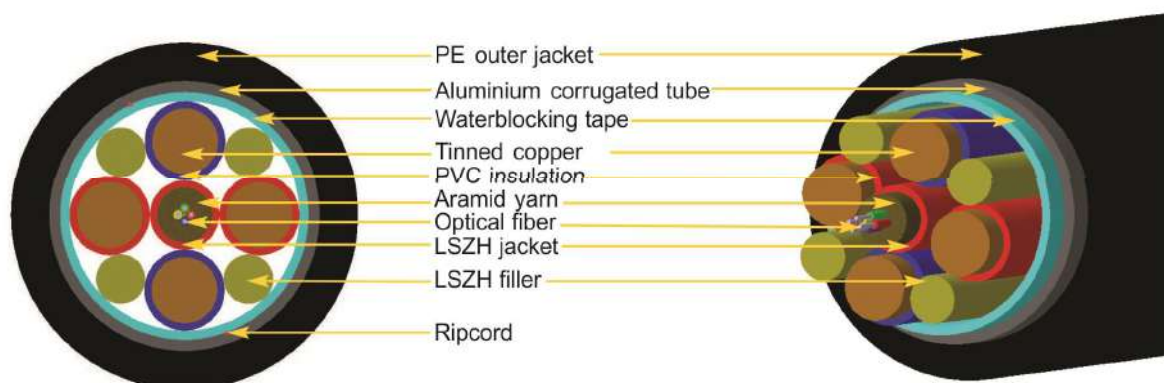 PE outer jacket
Aluminium corrugated tube
Waterblocking tape
Tinned copper
PVC insulation
Aramid yarn
Optical fiber
LSZH jacket
LSZH filler
Ripcord